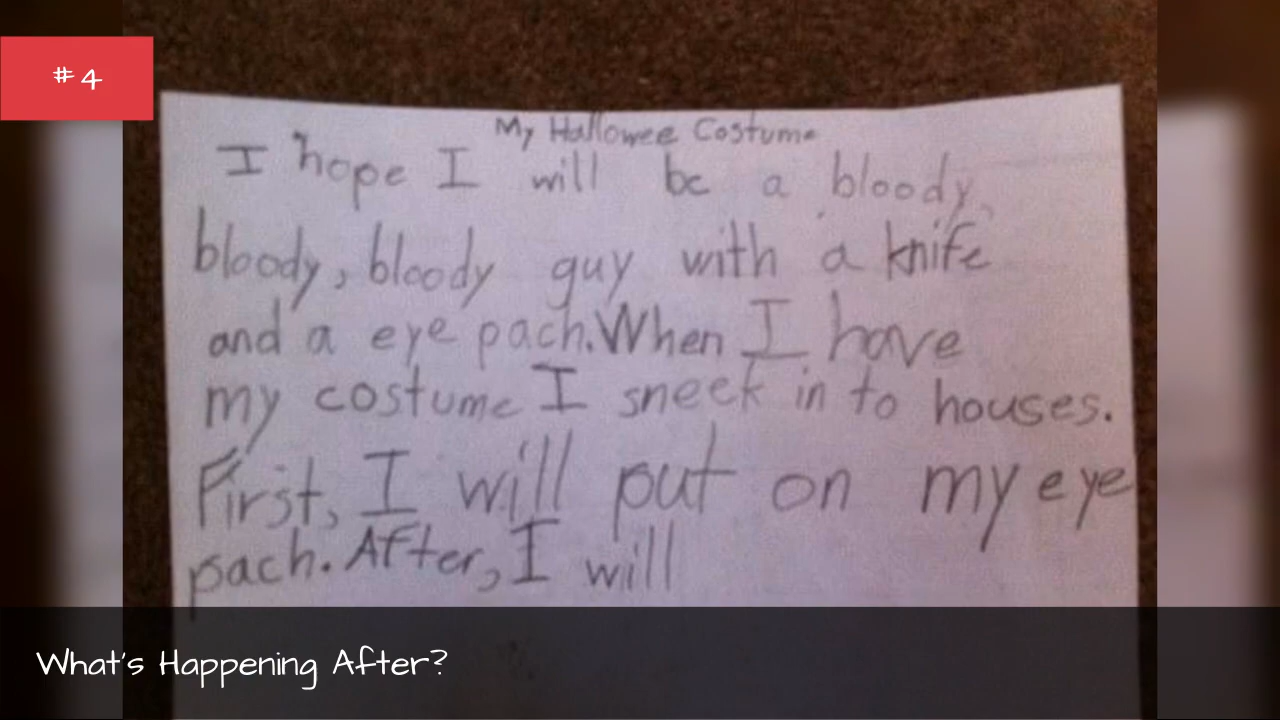 #4
My Hallowee Costume
I hope I will be a bloody,
bloody, bloody guy with a knife
and a eye pach. When I have
my costume I sneek in to houses.
First, I will put on my eye
pach. After, I will
What's Happening After?